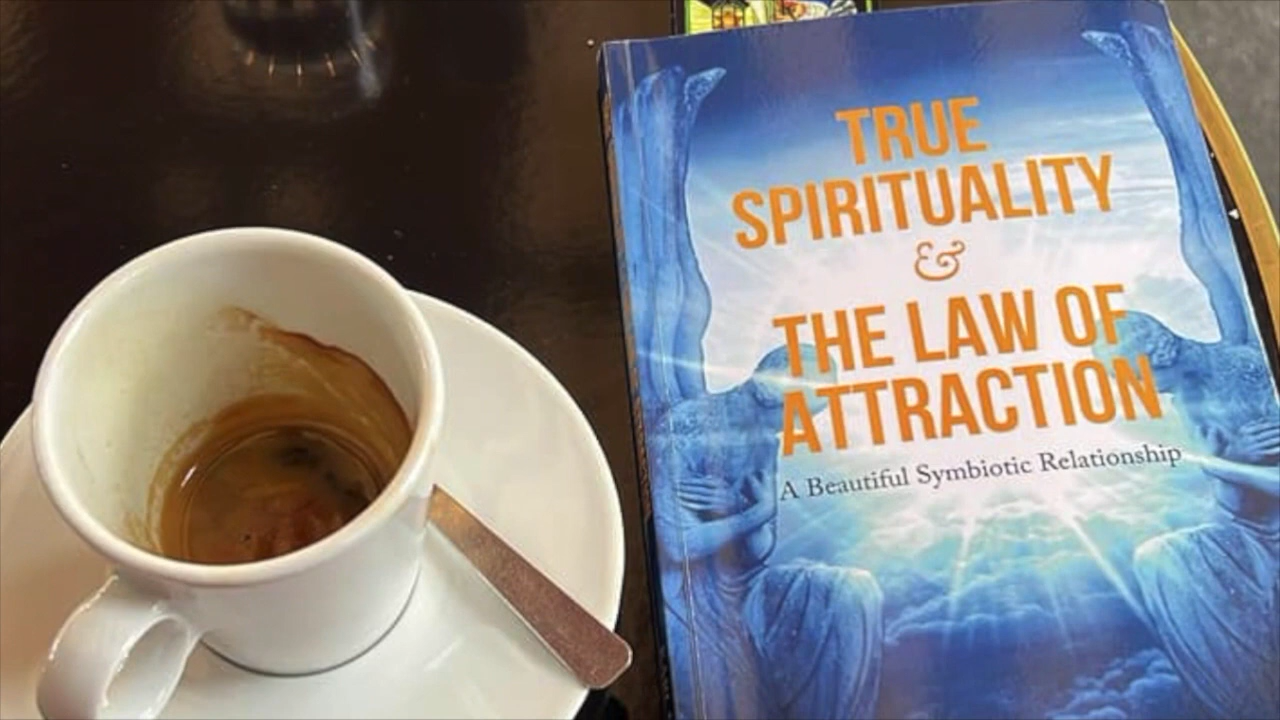 TRUE
SPIRITUALITY
&
THE LAW OF
ATTRACTION
A Beautiful Symbiotic Relationship